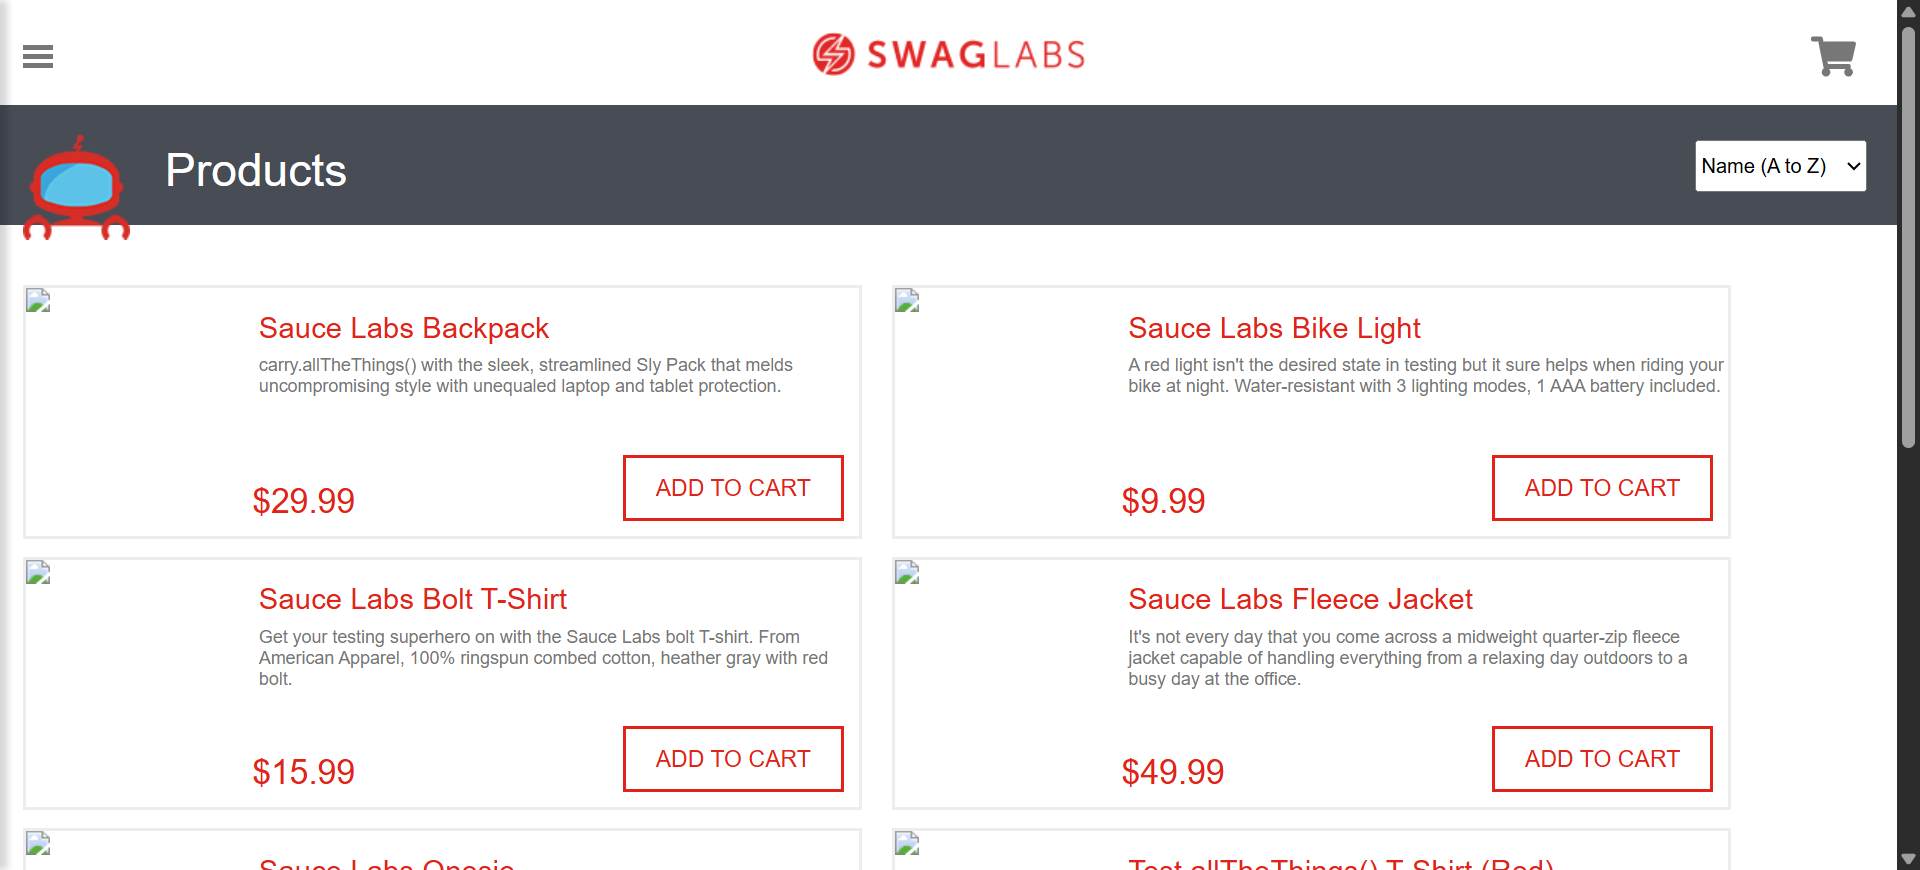 SWAGLABS
Products
Name (A to Z)
Sauce Labs Backpack
carry.allTheThings() with the sleek, streamlined Sly Pack that melds
uncompromising style with unequaled laptop and tablet protection.
$29.99
ADD TO CART
Sauce Labs Bike Light
A red light isn't the desired state in testing but it sure helps when riding your
bike at night. Water-resistant with 3 lighting modes, 1 AAA battery included.
$9.99
ADD TO CART
Sauce Labs Bolt T-Shirt
Get your testing superhero on with the Sauce Labs bolt T-shirt. From
American Apparel, 100% ringspun combed cotton, heather gray with red
bolt.
$15.99
ADD TO CART
Sauce Labs Fleece Jacket
It's not every day that you come across a midweight quarter-zip fleece
jacket capable of handling everything from a relaxing day outdoors to a
busy day at the office.
$49.99
ADD TO CART
Sauce Labs Onesie
Test.allTheThings() T-Shirt (Red)